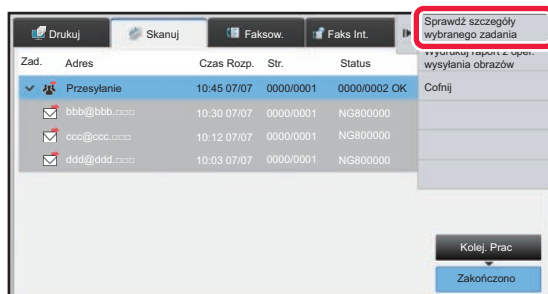 Drukuj
Skanuj
Faksow.
Faks Int.
Sprawdź szczegóły
wybranego zadania
Wydrukuj raport z oper.
wysyłania obrazów
Cofnij
Zad. Adres Czas Rozp. Str. Status
Przesyłanie 10:45 07/07 0000/0001 0000/0002 OK
bbb@bbb.□□□ 10:30 07/07 0000/0001 NG800000
ccc@ccc.□□□ 10:12 07/07 0000/0001 NG800000
ddd@ddd.□□□ 10:03 07/07 0000/0001 NG800000
Kolej. Prac
Zakończono